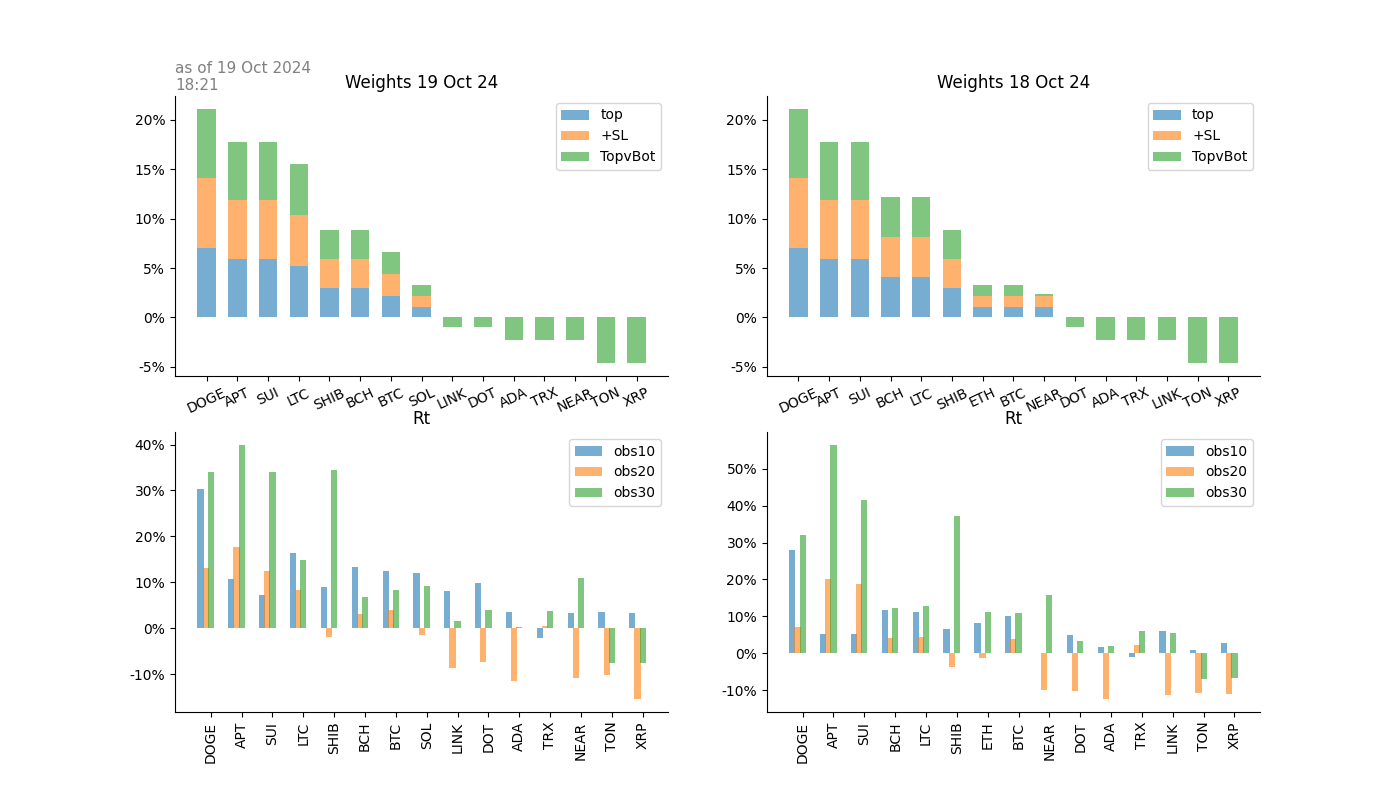 as of 19 Oct 2024
18:21
Weights 19 Oct 24
20%
15%
10%
5%
0%
-5%
top
+SL
TopvBot
DOGE APT SUI LTC SHIB BCH BTC SOL LINK DOT ADA TRX NEAR TON XRP
Weights 18 Oct 24
20%
15%
10%
5%
0%
-5%
top
+SL
TopvBot
DOGE APT SUI BCH LTC SHIB ETH BTC NEAR DOT ADA TRX LINK TON XRP
Rt
40%
30%
20%
10%
0%
-10%
obs10
obs20
obs30
DOGE APT SUI LTC SHIB BCH BTC SOL LINK DOT ADA TRX NEAR TON XRP
Rt
50%
40%
30%
20%
10%
0%
-10%
obs10
obs20
obs30
DOGE APT SUI BCH LTC SHIB ETH BTC NEAR DOT ADA TRX LINK TON XRP